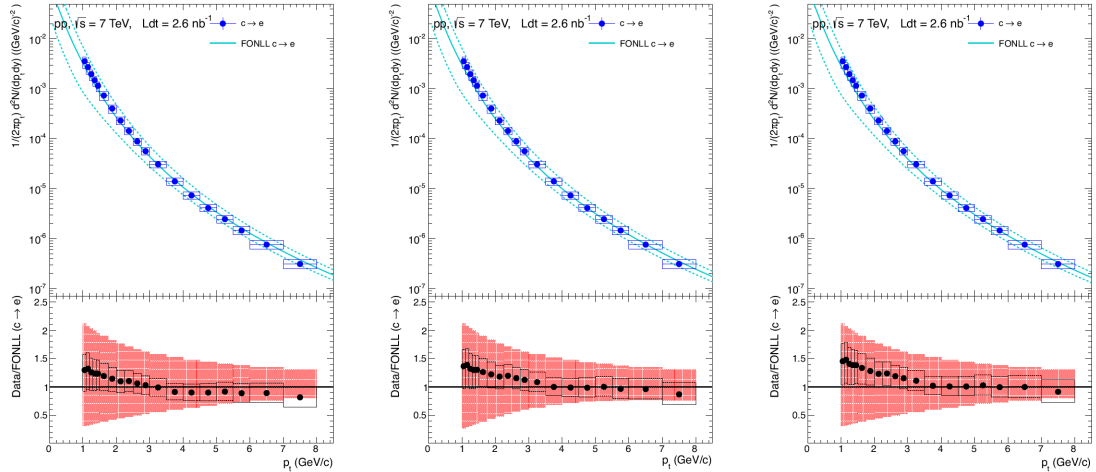 pp, √s = 7 TeV, Ldt = 2.6 nb⁻¹ c → e
FONLL c → e
1/(2πpₜ) d²N/(dpₜdy) ((GeV/c)⁻²
10⁻²
10⁻³
10⁻⁴
10⁻⁵
10⁻⁶
10⁻⁷
Data/FONLL (c → e)
2.5
2
1.5
1
0.5
0 1 2 3 4 5 6 7 8
pₜ (GeV/c)
pp, √s = 7 TeV, Ldt = 2.6 nb⁻¹ c → e
FONLL c → e
1/(2πpₜ) d²N/(dpₜdy) ((GeV/c)⁻²
10⁻²
10⁻³
10⁻⁴
10⁻⁵
10⁻⁶
10⁻⁷
Data/FONLL (c → e)
2.5
2
1.5
1
0.5
0 1 2 3 4 5 6 7 8
pₜ (GeV/c)
pp, √s = 7 TeV, Ldt = 2.6 nb⁻¹ c → e
FONLL c → e
1/(2πpₜ) d²N/(dpₜdy) ((GeV/c)⁻²
10⁻²
10⁻³
10⁻⁴
10⁻⁵
10⁻⁶
10⁻⁷
Data/FONLL (c → e)
2.5
2
1.5
1
0.5
0 1 2 3 4 5 6 7 8
pₜ (GeV/c)